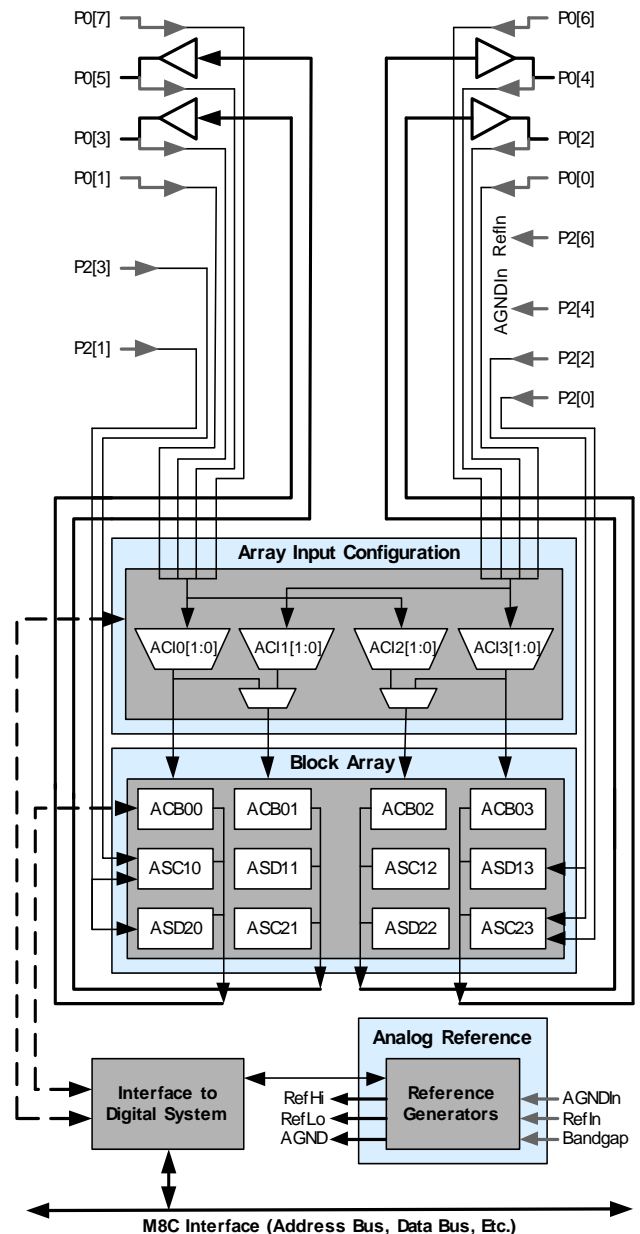 P0[7]
P0[6]
P0[5]
P0[4]
P0[3]
P0[2]
P0[1]
P0[0]
RefIn
P2[6]
P2[3]
AGNDIn
P2[4]
P2[1]
P2[2]
P2[0]
Array Input Configuration
ACI0[1:0]
ACI1[1:0]
ACI2[1:0]
ACI3[1:0]
Block Array
ACB00
ACB01
ACB02
ACB03
ASC10
ASD11
ASC12
ASD13
ASD20
ASC21
ASD22
ASC23
Analog Reference
Interface to
Digital System
RefHi
RefLo
AGND
Reference
Generators
AGNDIn
RefIn
Bandgap
M8C Interface (Address Bus, Data Bus, Etc.)